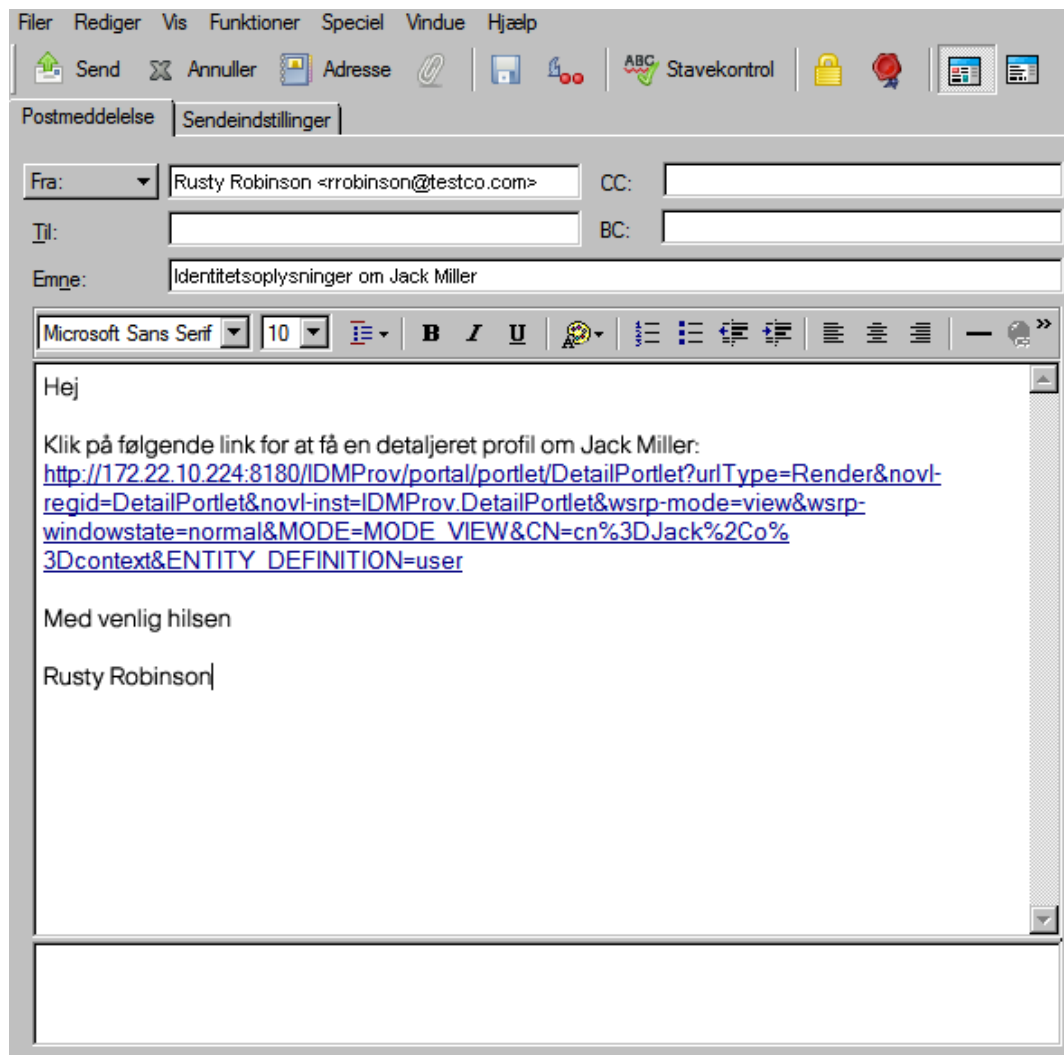 Filer Rediger Vis Funktioner Speciel Vindue Hjælp
Send Annuller Adresse ABC Stavekontrol
Postmeddelelse Sendeindstillinger
Fra: Rusty Robinson <rrobinson@testco.com> CC:
Til: BC:
Emne: Identitetsoplysninger om Jack Miller
Microsoft Sans Serif 10 B I U »
Hej
Klik på følgende link for at få en detaljeret profil om Jack Miller:
http://172.22.10.224:8180/IDMProv/portal/portlet/DetailPortlet?urlType=Render&novl-
regid=DetailPortlet&novl-inst=IDMProv.DetailPortlet&wsrp-mode=view&wsrp-
windowstate=normal&MODE=MODE_VIEW&CN=cn%3DJack%2Co%
3Dcontext&ENTITY_DEFINITION=user
Med venlig hilsen
Rusty Robinson